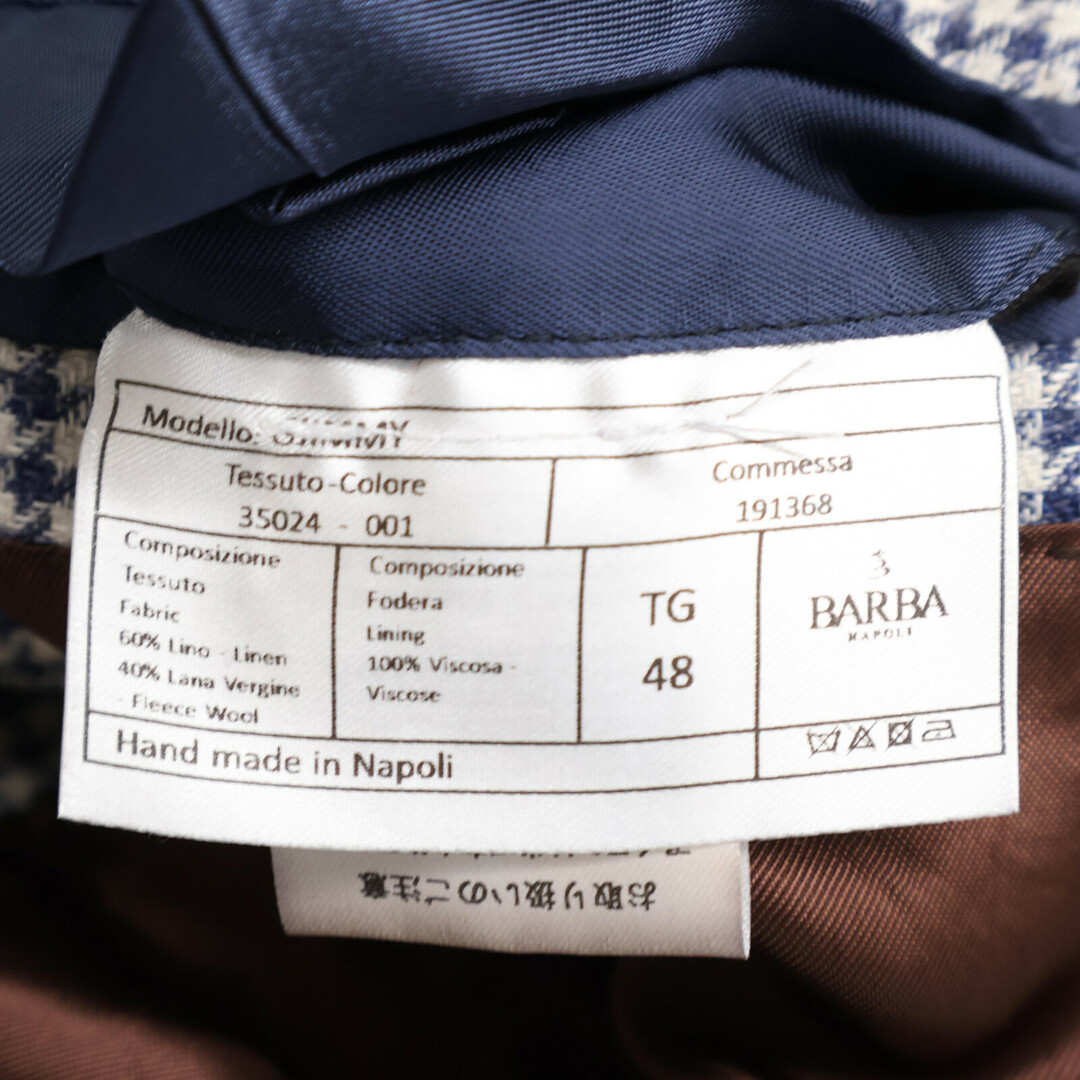 Modello:
Tessuto - Colore
35024 - 001
Commessa
191368
Composizione
Tessuto
Fabric
60% Lino - Linen
40% Lana Vergine
- Fleece Wool
Composizione
Fodera
Lining
100% Viscosa -
Viscose
TG
48
BARBA
NAPOLI
Hand made in Napoli
お取り扱いのご注意